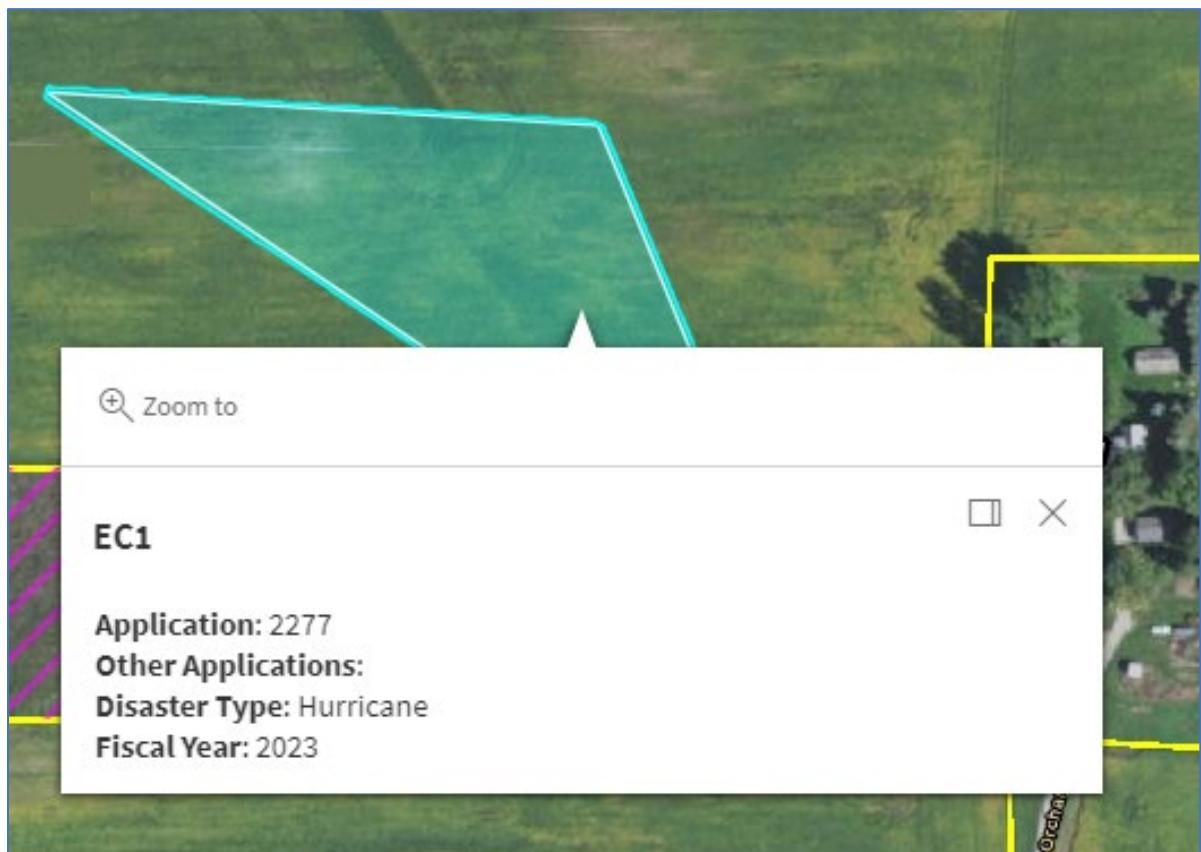 Zoom to
EC1
Application: 2277
Other Applications:
Disaster Type: Hurricane
Fiscal Year: 2023